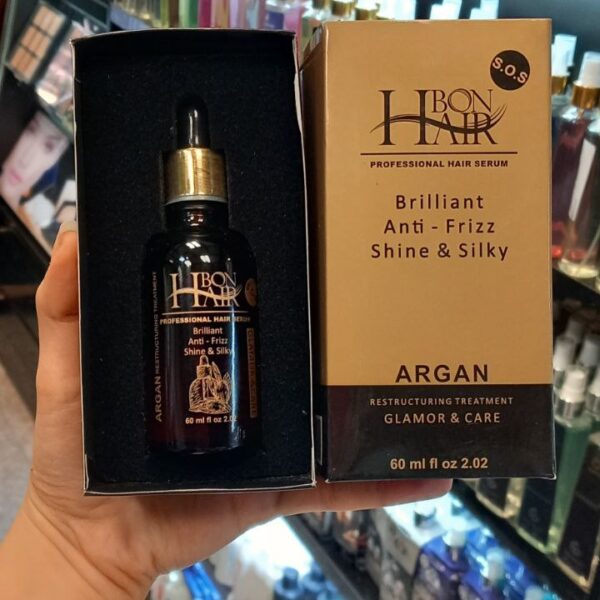 BON
HAIR
PROFESSIONAL HAIR SERUM
Brilliant
Anti - Frizz
Shine & Silky
ARGAN RESTRUCTURING TREATMENT
60 ml fl oz 2.02
S.O.S
BON
HAIR
PROFESSIONAL HAIR SERUM
Brilliant
Anti - Frizz
Shine & Silky
ARGAN
RESTRUCTURING TREATMENT
GLAMOR & CARE
60 ml fl oz 2.02